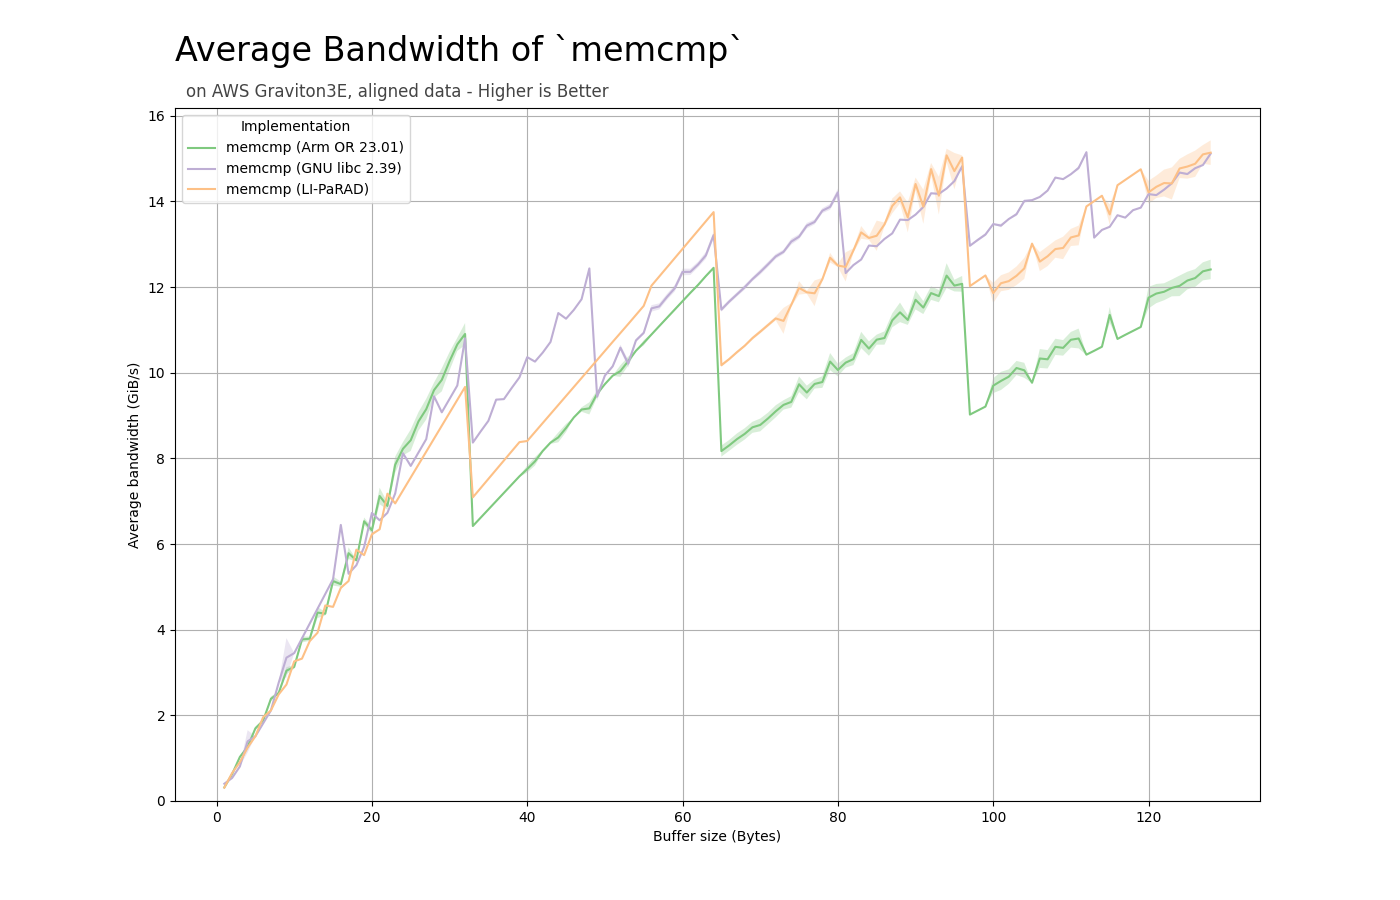 Average Bandwidth of `memcmp`
on AWS Graviton3E, aligned data - Higher is Better
Implementation
memcmp (Arm OR 23.01)
memcmp (GNU libc 2.39)
memcmp (LI-PaRAD)
Average bandwidth (GiB/s)
16
14
12
10
8
6
4
2
0
0 20 40 60 80 100 120
Buffer size (Bytes)